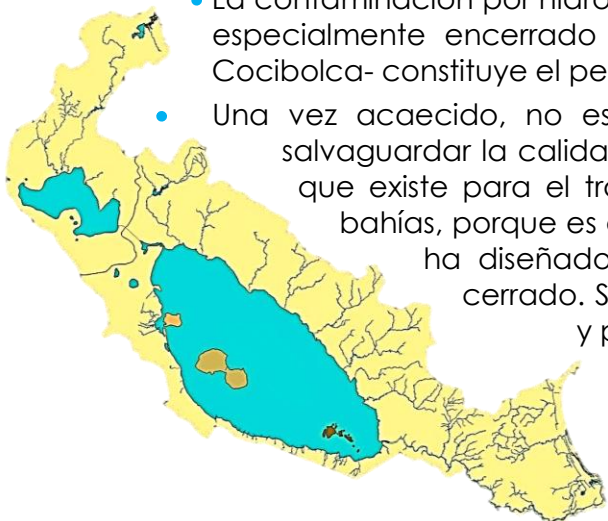 • La contaminación por hidro
especialmente encerrado
Cocibolca- constituye el pe
• Una vez acaecido, no es
salvaguardar la calida
que existe para el tra
bahías, porque es
ha diseñado
cerrado. S
y p